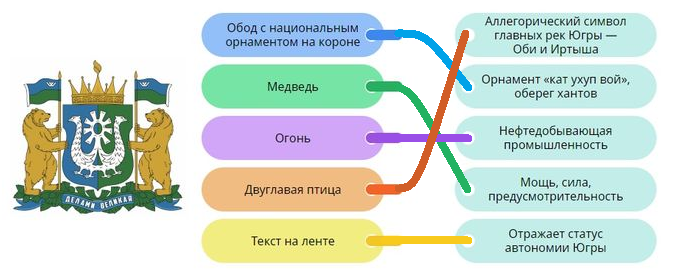 Обод с национальным
орнаментом на короне
Медведь
Огонь
Двуглавая птица
Текст на ленте
Аллегорический символ
главных рек Югры —
Оби и Иртыша
Орнамент «кат ухуп вой»,
оберег хантов
Нефтедобывающая
промышленность
Мощь, сила,
предусмотрительность
Отражает статус
автономии Югры
ДЕЛАМИ ВЕЛИКАЯ